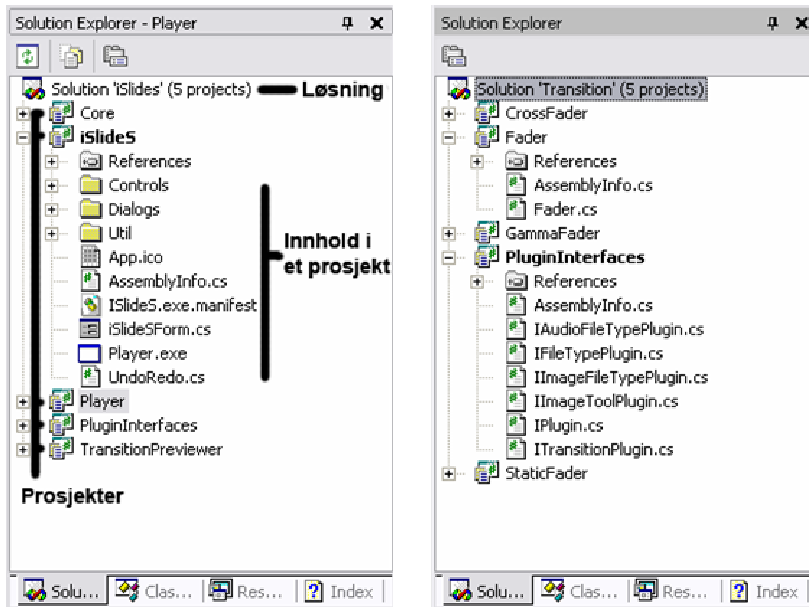 Solution Explorer - Player
Solution 'iSlides' (5 projects)
Løsning
Core
iSlideS
References
Controls
Dialogs
Util
App.ico
AssemblyInfo.cs
ISlideS.exe.manifest
iSlideSForm.cs
Player.exe
UndoRedo.cs
Innhold i
et prosjekt
Player
PluginInterfaces
TransitionPreviewer
Prosjekter
Solu...
Clas...
Res...
Index
Solution Explorer
Solution 'Transition' (5 projects)
CrossFader
Fader
References
AssemblyInfo.cs
Fader.cs
GammaFader
PluginInterfaces
References
AssemblyInfo.cs
IAudioFileTypePlugin.cs
IFileTypePlugin.cs
IImageFileTypePlugin.cs
IImageToolPlugin.cs
IPlugin.cs
ITransitionPlugin.cs
StaticFader
Solu...
Clas...
Res...
Index